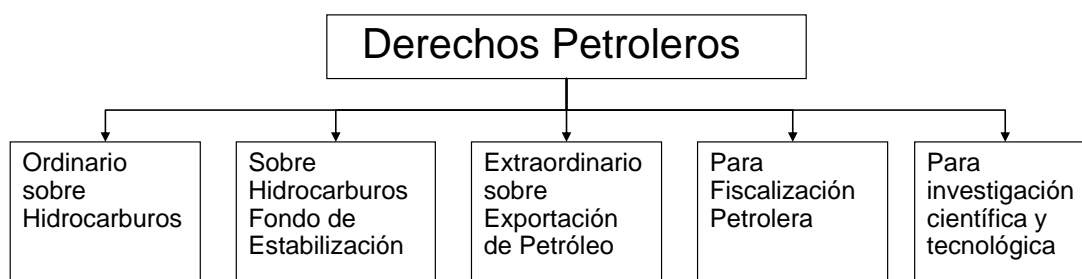 Derechos Petroleros
Ordinario
sobre
Hidrocarburos
Sobre
Hidrocarburos
Fondo de
Estabilización
Extraordinario
sobre
Exportación
de Petróleo
Para
Fiscalización
Petrolera
Para
investigación
científica y
tecnológica